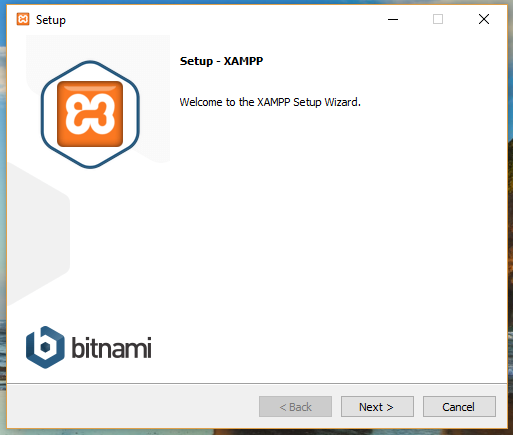 Setup
Setup - XAMPP
Welcome to the XAMPP Setup Wizard.
bitnami
< Back
Next >
Cancel